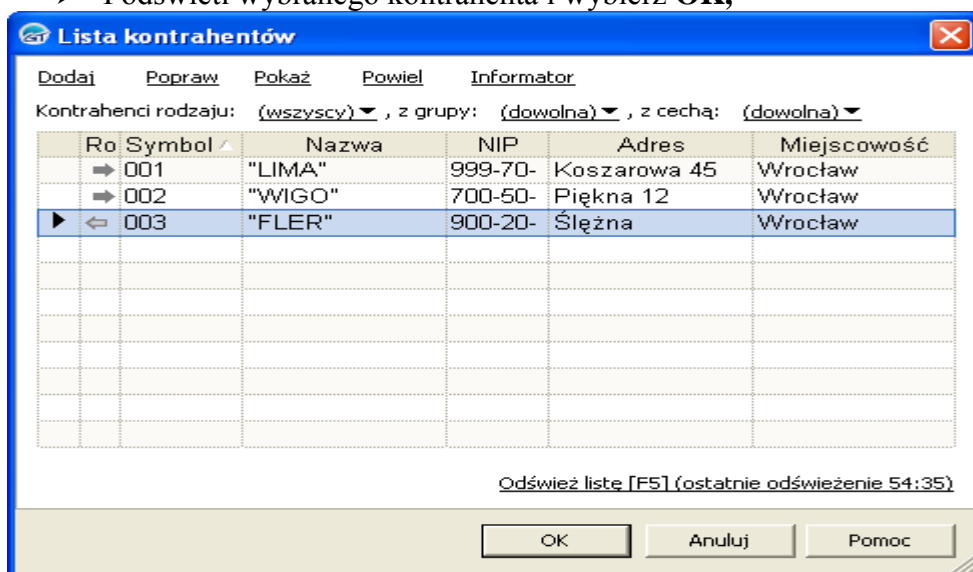 Podświetl wybranego kontrahenta i wybierz OK,
Lista kontrahentów
Dodaj Popraw Pokaż Powiel Informator
Kontrahenci rodzaju: (wszyscy) , z grupy: (dowolna) , z cechą: (dowolna)
Ro Symbol Nazwa NIP Adres Miejscowość
001 "LIMA" 999-70- Koszarowa 45 Wrocław
002 "WIGO" 700-50- Piękna 12 Wrocław
003 "FLER" 900-20- Ślężna Wrocław
Odśwież listę [F5] (ostatnie odświeżenie 54:35)
OK Anuluj Pomoc